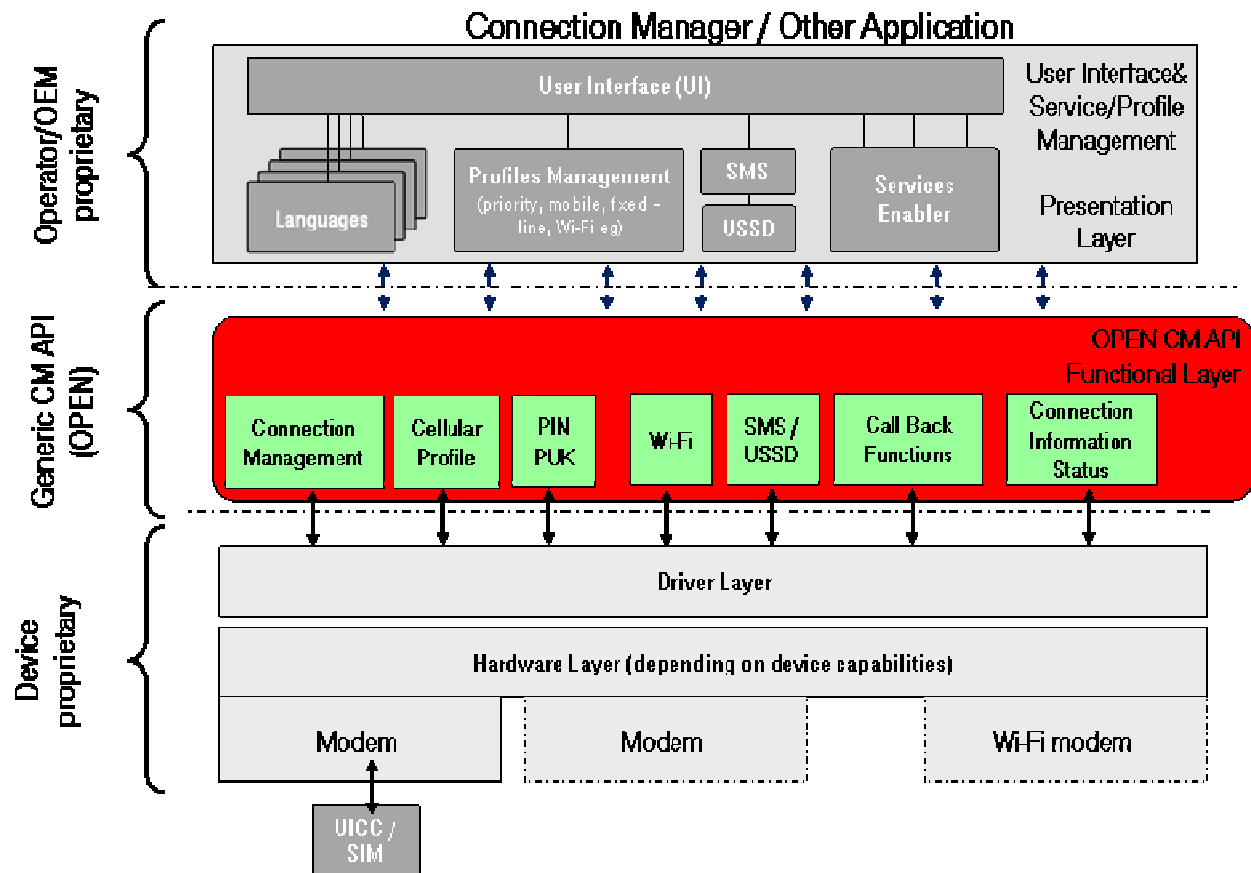 Connection Manager / Other Application
Operator/OEM
proprietary
User Interface (UI)
User Interface&
Service/Profile
Management
Presentation
Layer
Languages
Profiles Management
(priority, mobile, fxed -
line, Wi-Fi eg)
SMS
USSD
Services
Enabler
Generic CM API
(OPEN)
OPEN CM API
Functional Layer
Connection
Management
Cellular
Profile
PIN
PUK
Wi-Fi
SMS /
USSD
Call Back
Functions
Connection
Information
Status
Device
proprietary
Driver Layer
Hardware Layer (depending on device capabilities)
Modem
Modem
Wi-Fi modem
UICC /
SIM